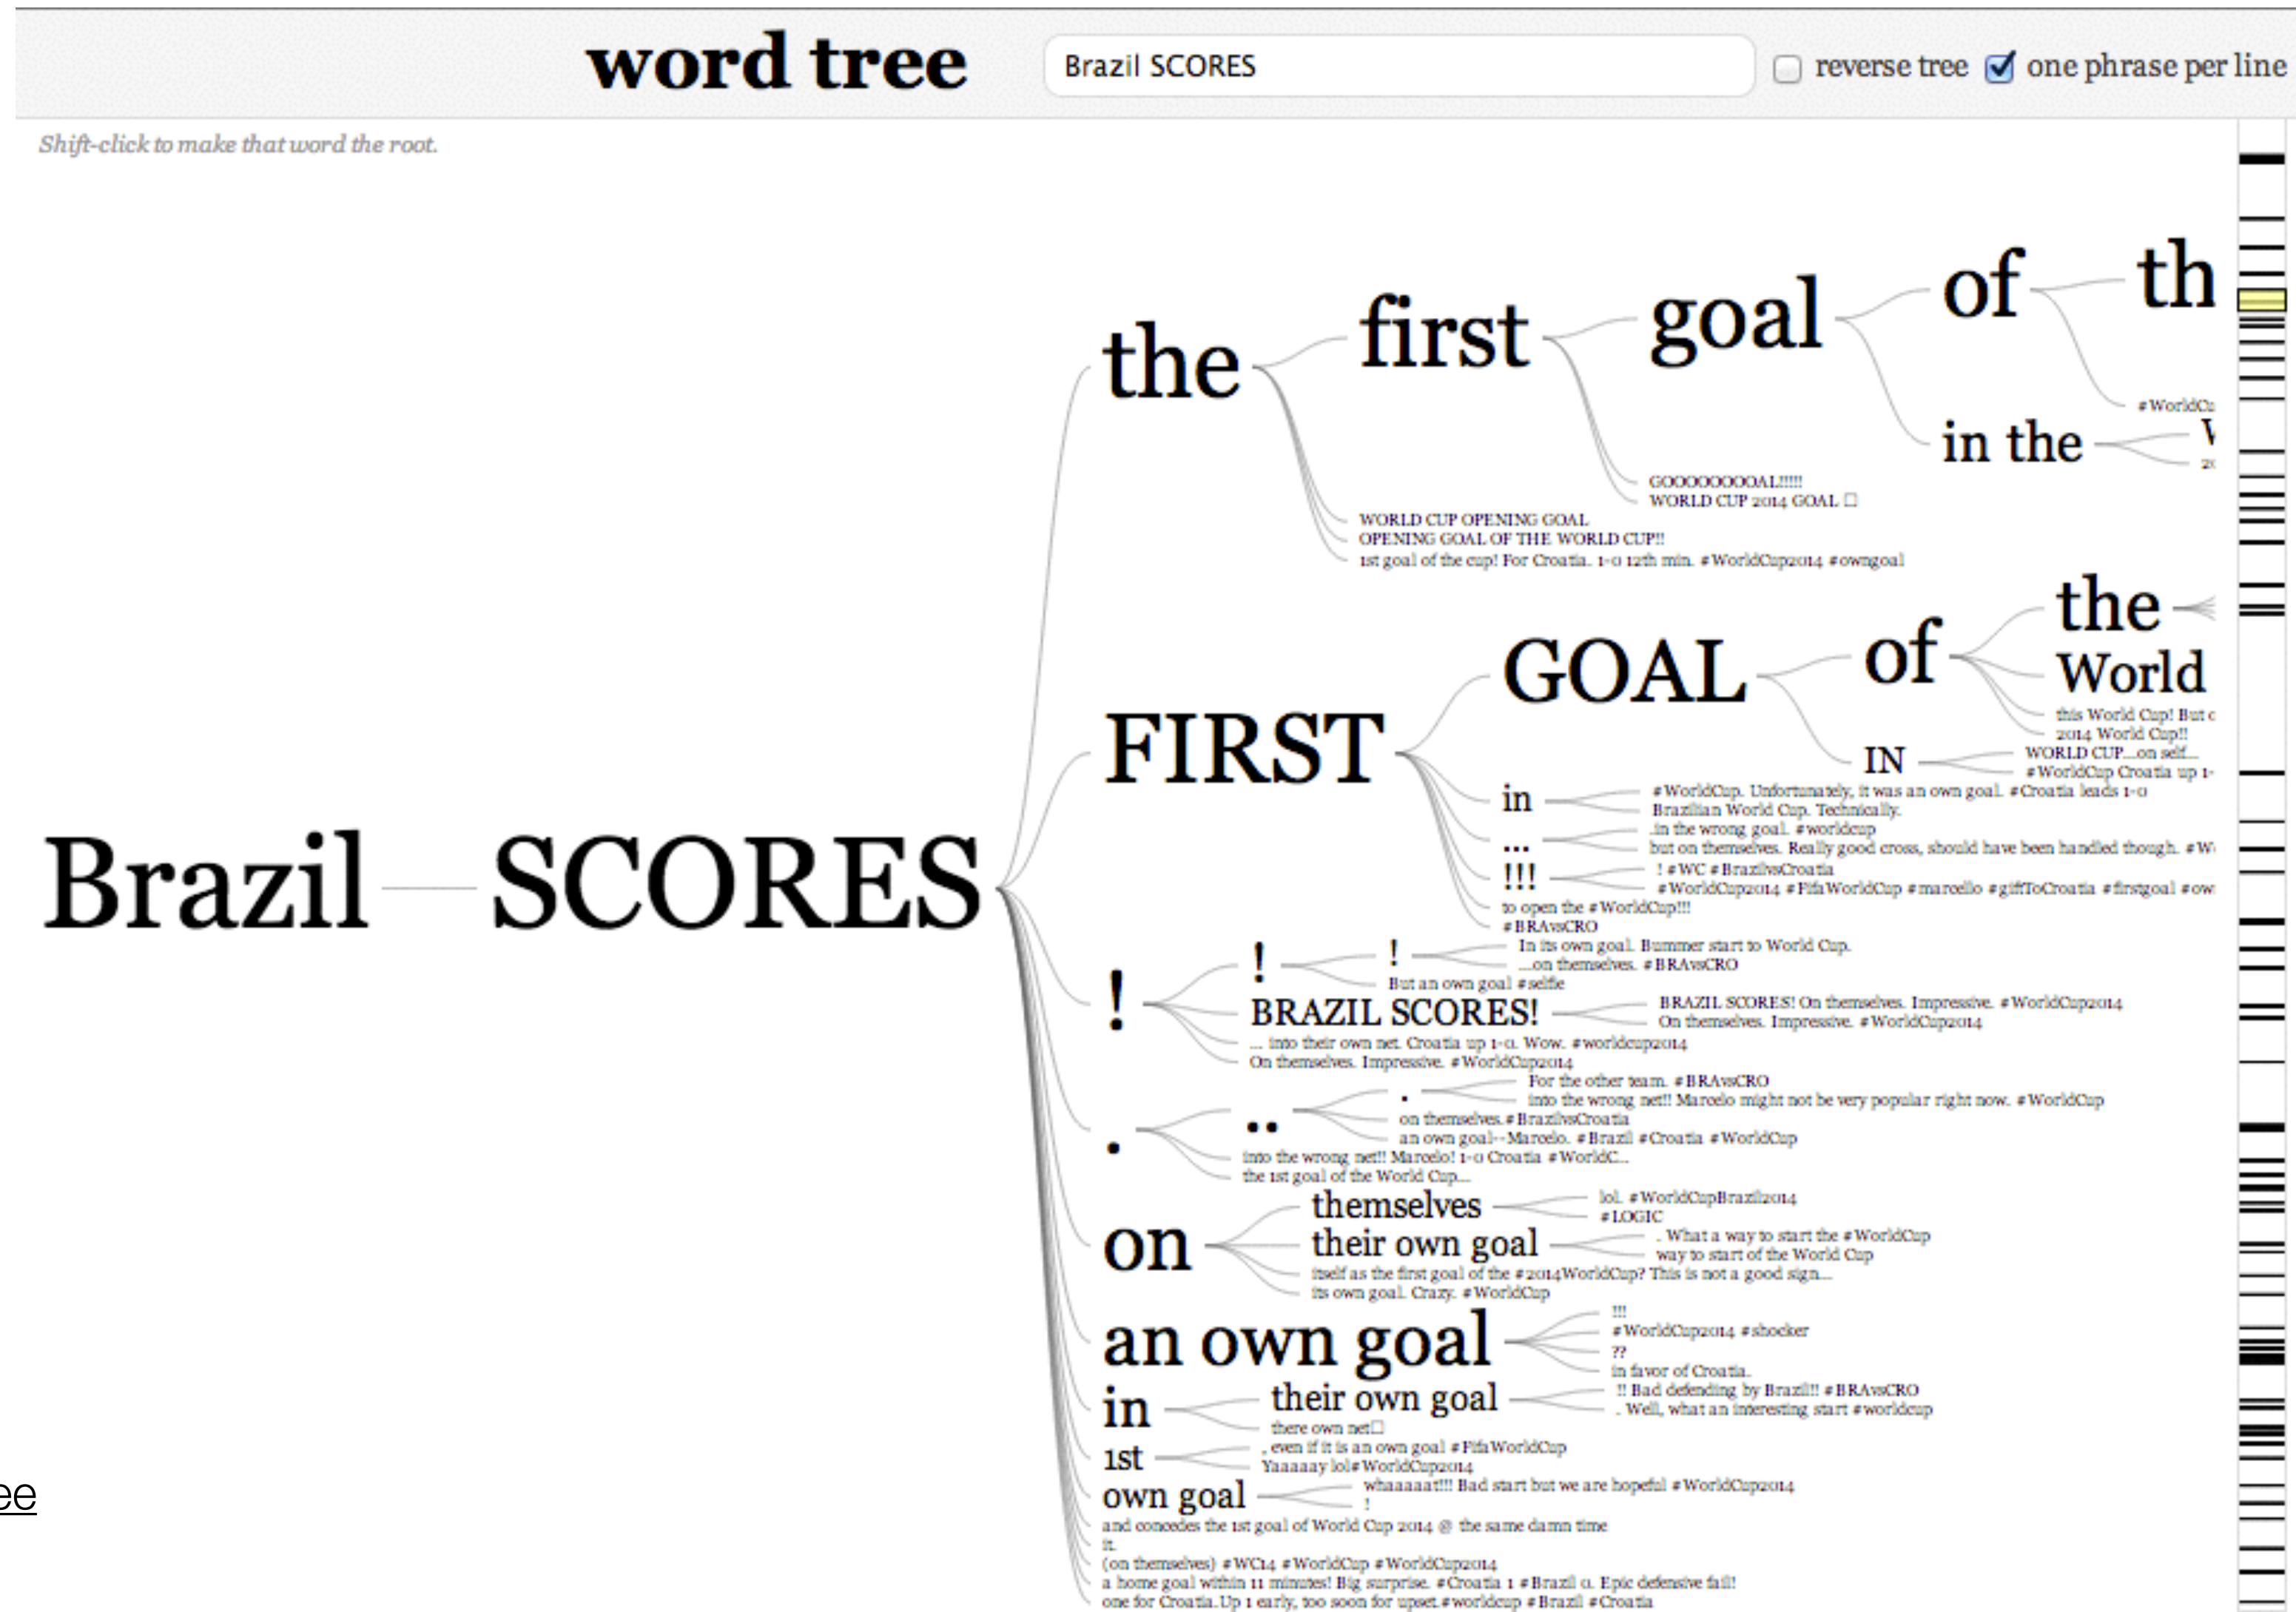 word tree
Brazil SCORES
reverse tree
one phrase per line
Shift-click to make that word the root.
Brazil
SCORES
the
first
goal
of
th
#WorldCu
in the
GOOOOOOOOAL!!!!!
WORLD CUP 2014 GOAL
WORLD CUP OPENING GOAL
OPENING GOAL OF THE WORLD CUP!!
1st goal of the cup! For Croatia. 1-0 12th min. #WorldCup2014 #owngoal
FIRST
GOAL
of
the
World
this World Cup! But
2014 World Cup!!
IN
WORLD CUP...on self...
#WorldCup Croatia up 1-
in
#WorldCup. Unfortunately, it was an own goal. #Croatia leads 1-0
Brazilian World Cup. Technically.
...
.in the wrong goal. #worldcup
but on themselves. Really good cross, should have been handled though. #W
!!!
! #WC #BrazilvsCroatia
#WorldCup2014 #FifaWorldCup #marcello #giftToCroatia #firstgoal #ow
to open the #WorldCup!!!
#BRAvsCRO
!
!
!
In its own goal. Bummer start to World Cup.
....on themselves. #BRAvsCRO
But an own goal #selfie
BRAZIL SCORES!
BRAZIL SCORES! On themselves. Impressive. #WorldCup2014
On themselves. Impressive. #WorldCup2014
... into their own net. Croatia up 1-0. Wow. #worldcup2014
On themselves. Impressive. #WorldCup2014
.
..
.
For the other team. #BRAvsCRO
into the wrong net!! Marcelo might not be very popular right now. #WorldCup
on themselves.#BrazilvsCroatia
an own goal--Marcelo. #Brazil #Croatia #WorldCup
into the wrong net!! Marcelo! 1-0 Croatia #WorldC...
the 1st goal of the World Cup....
on
themselves
lol. #WorldCupBrazil2014
#LOGIC
their own goal
. What a way to start the #WorldCup
way to start of the World Cup
itself as the first goal of the #2014WorldCup? This is not a good sign...
its own goal. Crazy. #WorldCup
an own goal
!!!
#WorldCup2014 #shocker
??
in favor of Croatia.
in
their own goal
!! Bad defending by Brazil!! #BRAvsCRO
. Well, what an interesting start #worldcup
there own net
1st
, even if it is an own goal #FifaWorldCup
Yaaaaay lol#WorldCup2014
own goal
whaaaaat!!! Bad start but we are hopeful #WorldCup2014
!
ee
and concedes the 1st goal of World Cup 2014 @ the same damn time
it.
(on themselves) #WC14 #WorldCup #WorldCup2014
a home goal within 11 minutes! Big surprise. #Croatia 1 #Brazil 0. Epic defensive fail!
one for Croatia.Up 1 early, too soon for upset.#worldcup #Brazil #Croatia